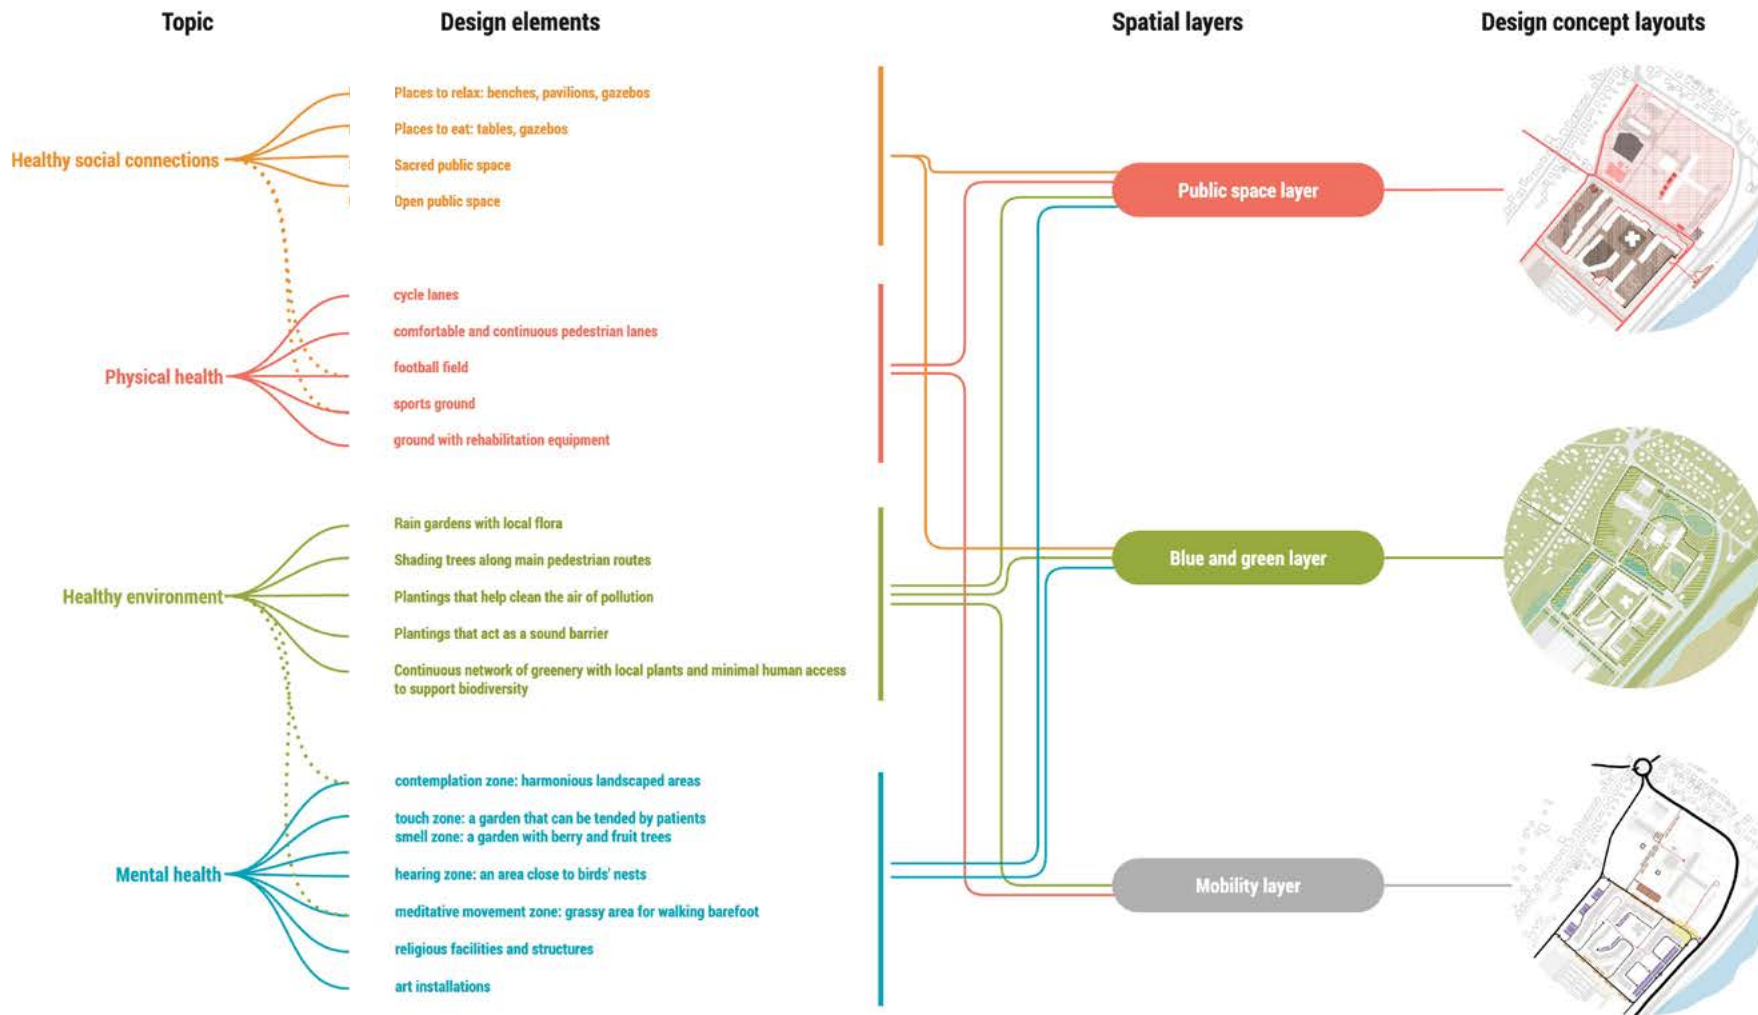 Topic
Design elements
Spatial layers
Design concept layouts
Healthy social connections
Places to relax: benches, pavilions, gazebos
Places to eat: tables, gazebos
Sacred public space
Open public space
Physical health
cycle lanes
comfortable and continuous pedestrian lanes
football field
sports ground
ground with rehabilitation equipment
Healthy environment
Rain gardens with local flora
Shading trees along main pedestrian routes
Plantings that help clean the air of pollution
Plantings that act as a sound barrier
Continuous network of greenery with local plants and minimal human access
to support biodiversity
Mental health
contemplation zone: harmonious landscaped areas
touch zone: a garden that can be tended by patients
smell zone: a garden with berry and fruit trees
hearing zone: an area close to birds' nests
meditative movement zone: grassy area for walking barefoot
religious facilities and structures
art installations
Public space layer
Blue and green layer
Mobility layer